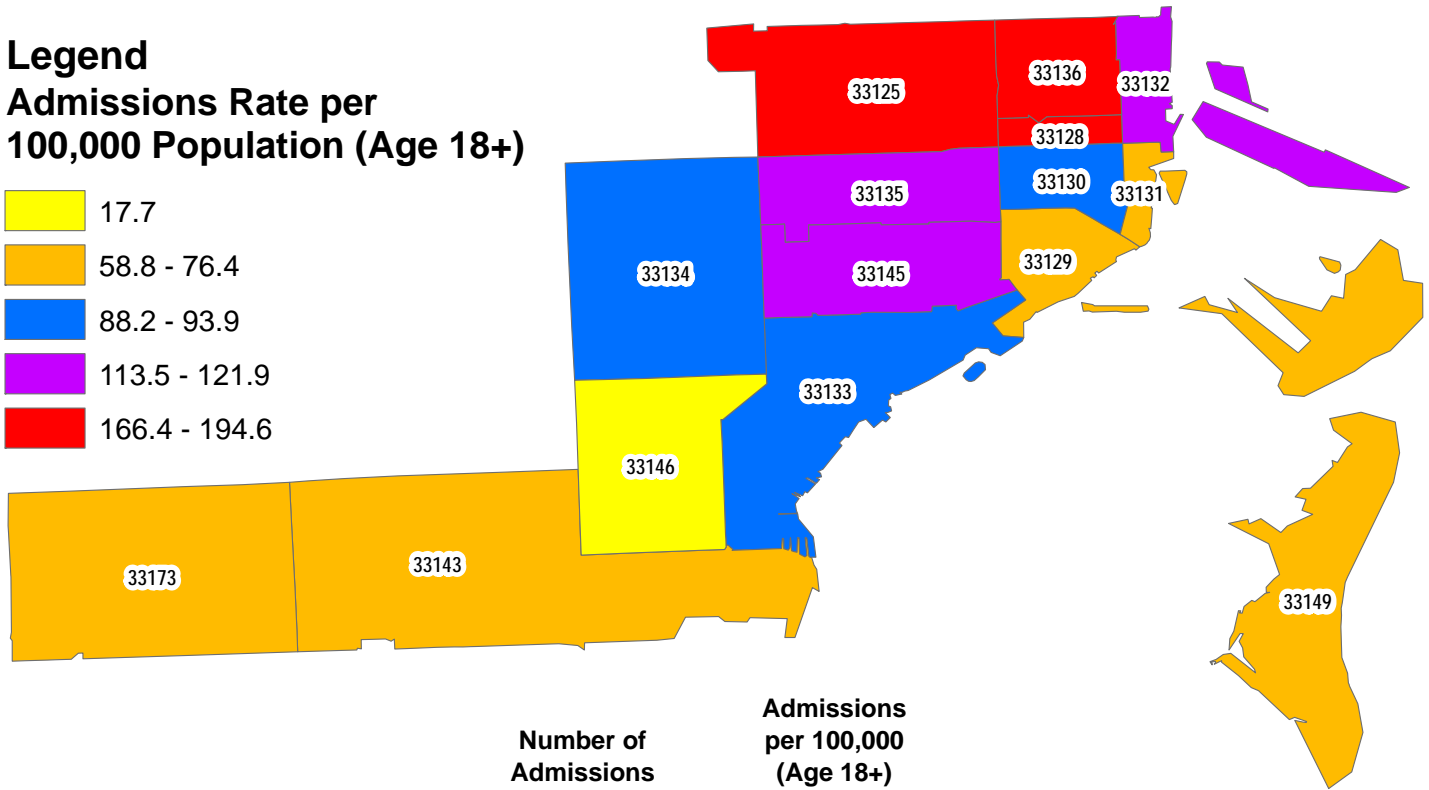 Legend
Admissions Rate per
100,000 Population (Age 18+)
17.7
58.8 - 76.4
88.2 - 93.9
113.5 - 121.9
166.4 - 194.6
33125
33136
33132
33128
33135
33130
33131
33134
33145
33129
33133
33146
33173
33143
33149
Number of
Admissions
Admissions
per 100,000
(Age 18+)